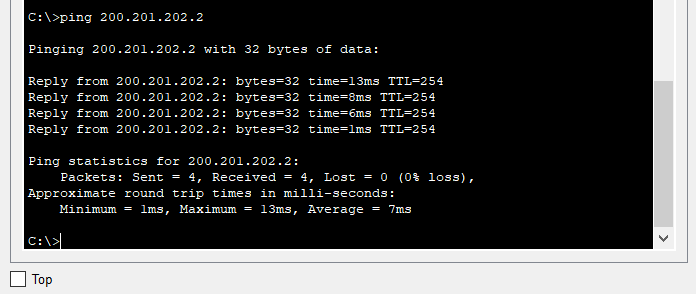 C:\>ping 200.201.202.2
Pinging 200.201.202.2 with 32 bytes of data:
Reply from 200.201.202.2: bytes=32 time=13ms TTL=254
Reply from 200.201.202.2: bytes=32 time=8ms TTL=254
Reply from 200.201.202.2: bytes=32 time=6ms TTL=254
Reply from 200.201.202.2: bytes=32 time=1ms TTL=254
Ping statistics for 200.201.202.2:
    Packets: Sent = 4, Received = 4, Lost = 0 (0% loss),
Approximate round trip times in milli-seconds:
    Minimum = 1ms, Maximum = 13ms, Average = 7ms
C:\>
Top